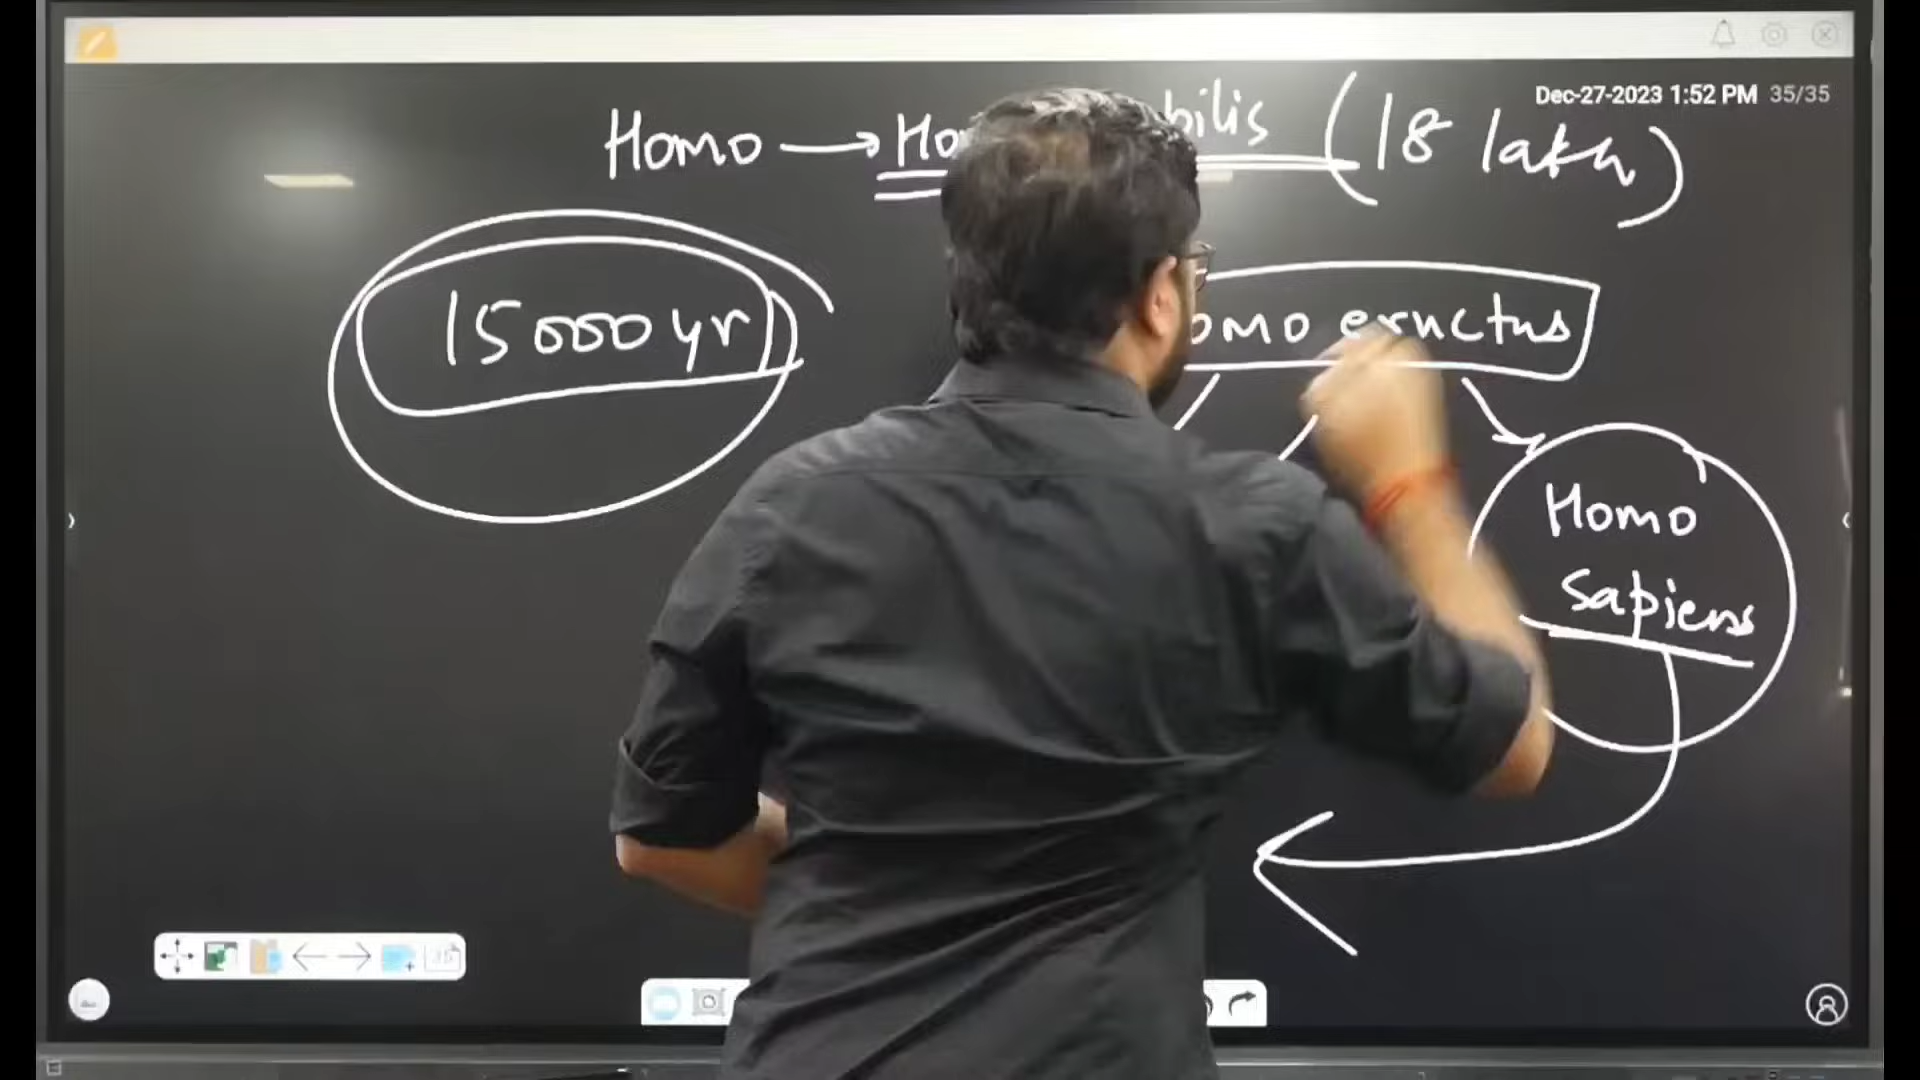 Dec-27-2023 1:52 PM 35/35
Homo → Ho bilis (18 lakh)
15000 yr
omo eructus
Homo
Sapiens
35